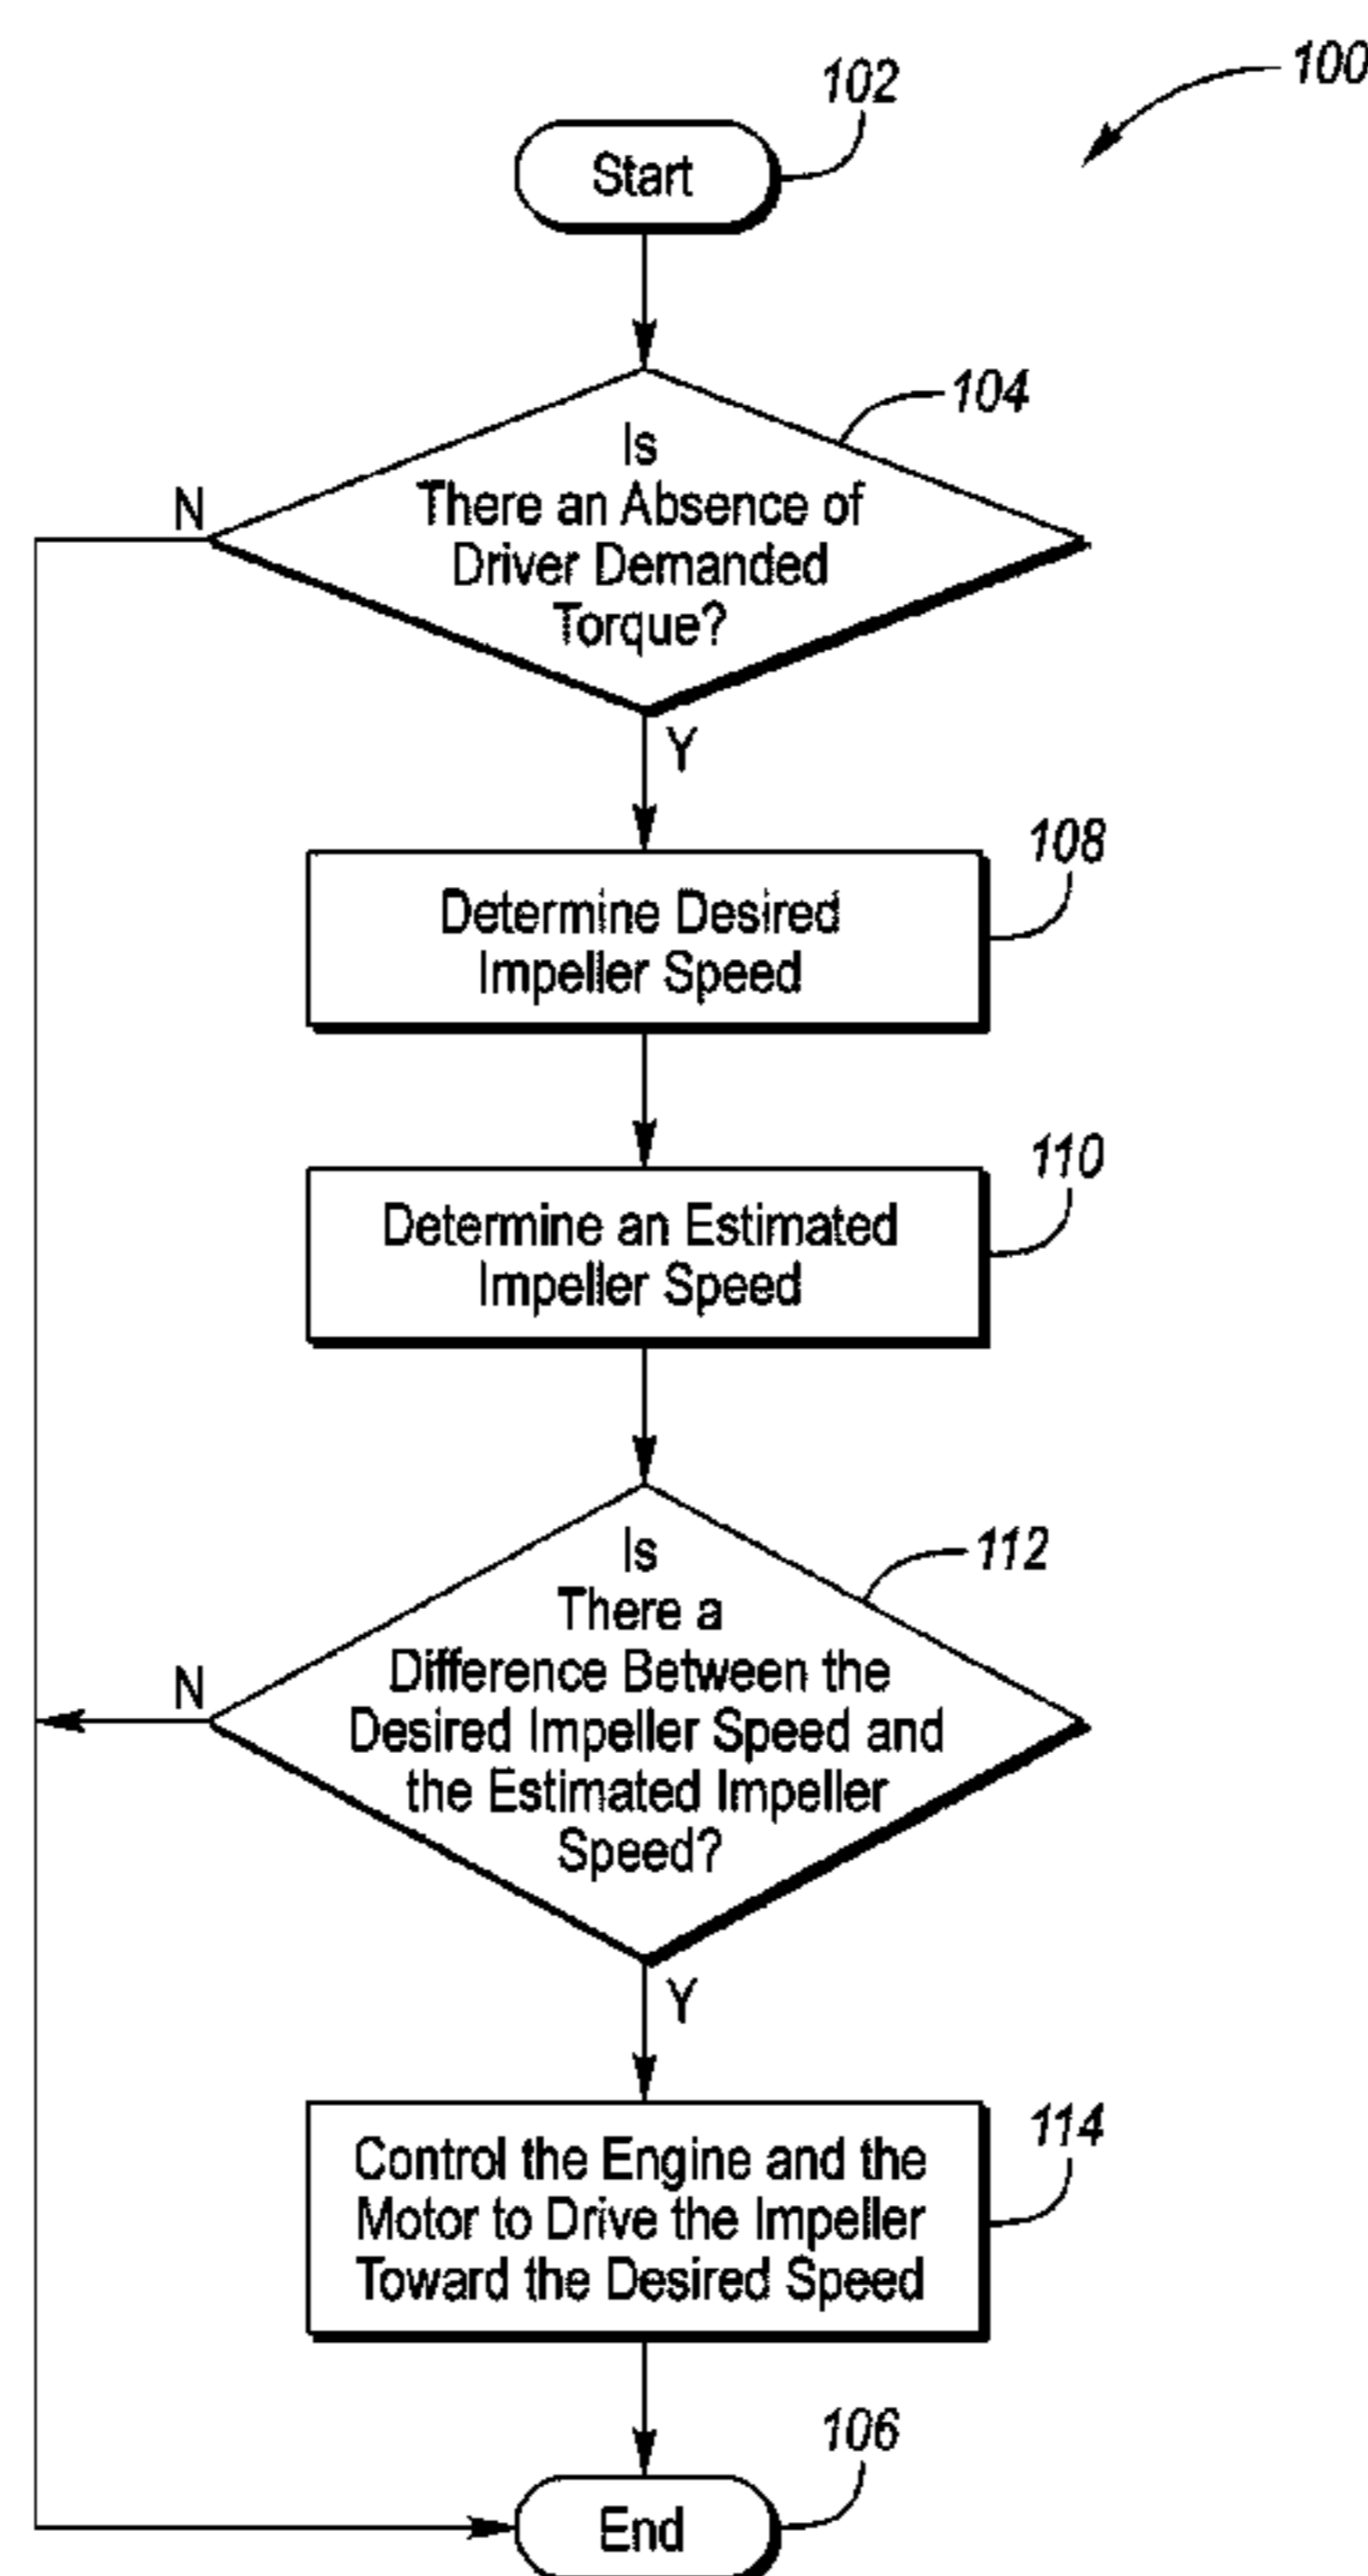 100
102
Start
104
Is
There an Absence of
Driver Demanded
Torque?
N
Y
108
Determine Desired
Impeller Speed
110
Determine an Estimated
Impeller Speed
112
Is
There a
Difference Between the
Desired Impeller Speed and
the Estimated Impeller
Speed?
N
Y
114
Control the Engine and the
Motor to Drive the Impeller
Toward the Desired Speed
106
End